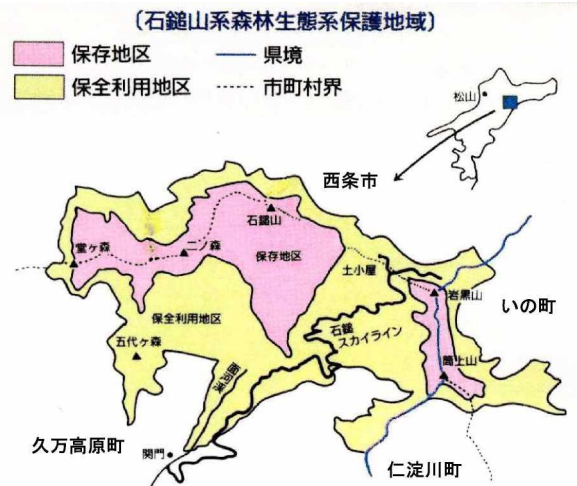 〔石鎚山系森林生態系保護地域〕
保存地区
県境
保全利用地区
市町村界
松山
西条市
石鎚山
堂ヶ森
二ノ森
保存地区
土小屋
岩黒山
いの町
保全利用地区
石鎚
スカイライン
五代ヶ森
筒上山
面河渓
久万高原町
関門
仁淀川町